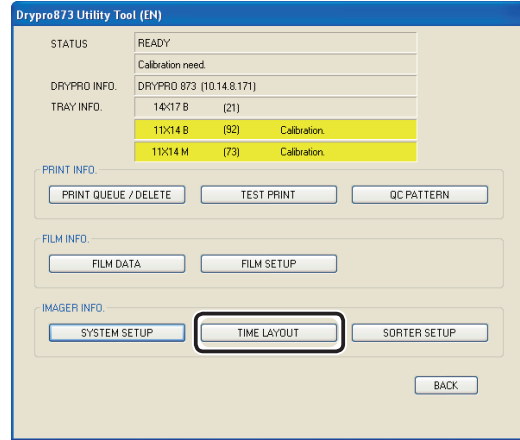 Drypro873 Utility Tool (EN)
STATUS READY
Calibration need.
DRYPRO INFO. DRYPRO 873 (10.14.8.171)
TRAY INFO. 14X17 B (21)
11X14 B (92) Calibration.
11X14 M (73) Calibration.
PRINT INFO.
PRINT QUEUE / DELETE TEST PRINT QC PATTERN
FILM INFO.
FILM DATA FILM SETUP
IMAGER INFO.
SYSTEM SETUP TIME LAYOUT SORTER SETUP
BACK